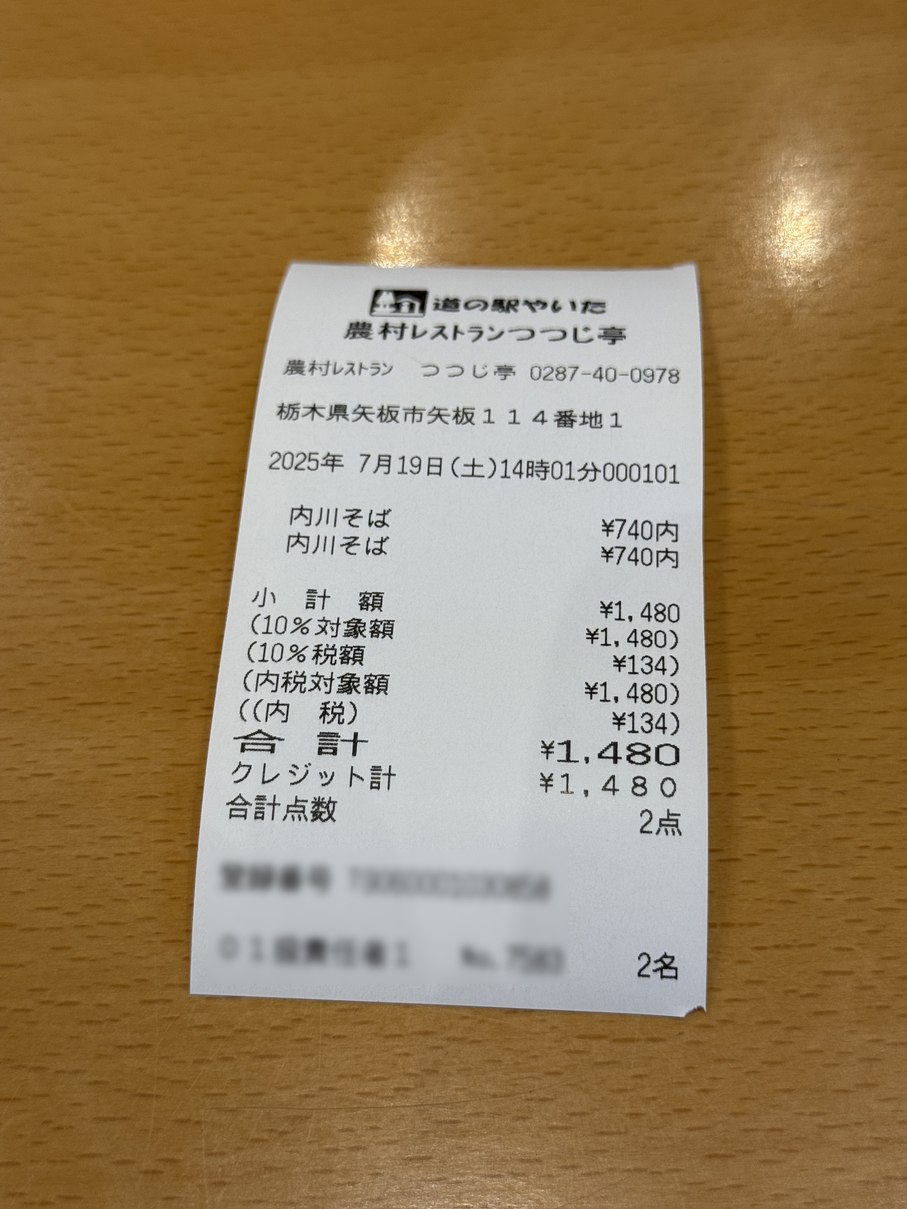 道の駅やいた
農村レストランつつじ亭
農村レストラン　つつじ亭 0287-40-0978
栃木県矢板市矢板１１４番地１
2025年 7月19日(土)14時01分000101
内川そば ¥740内
内川そば ¥740内
小　計　額 ¥1,480
(10％対象額 ¥1,480)
(10％税額 ¥134)
(内税対象額 ¥1,480)
((内　税) ¥134)
合　計 ¥1,480
クレジット計 ¥１,４８０
合計点数 2点
登録番号
2名